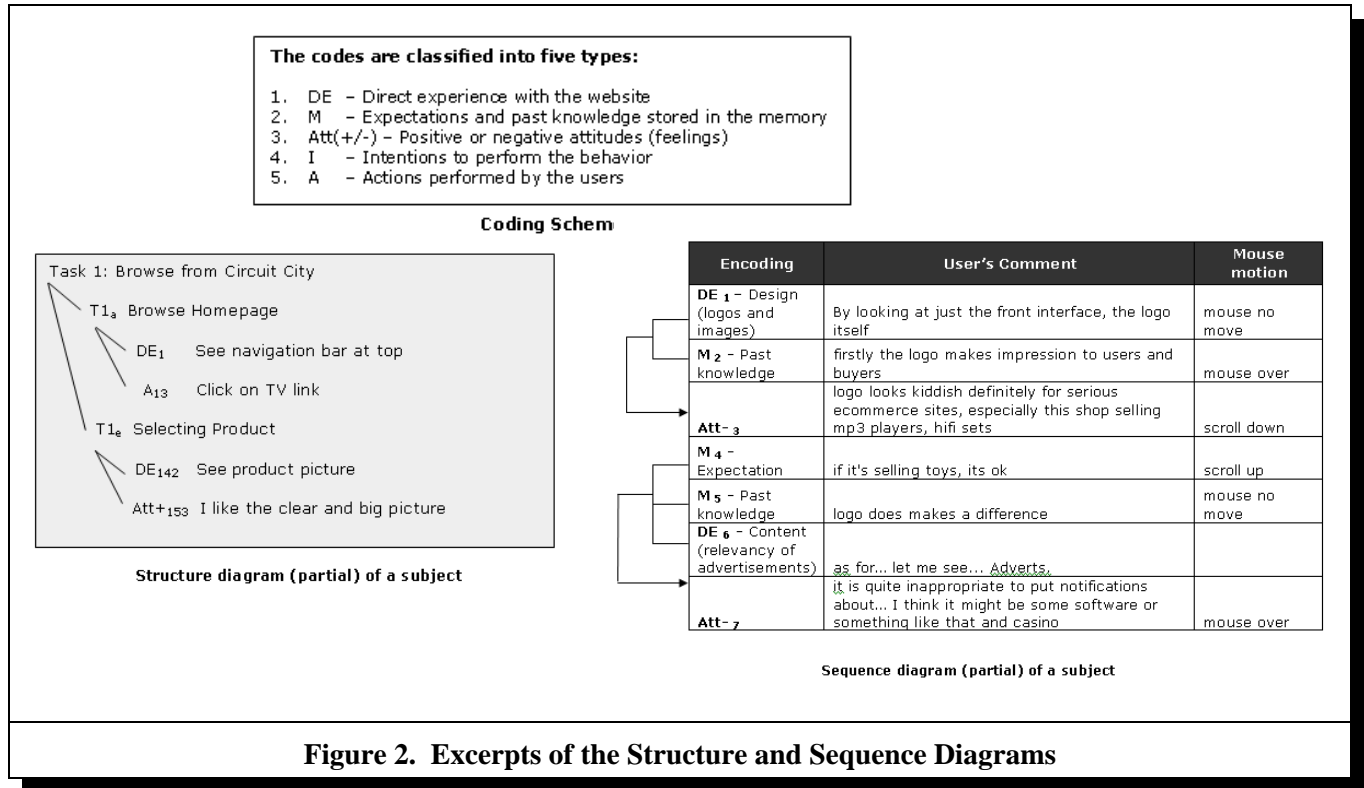 The codes are classified into five types:
1. DE – Direct experience with the website
2. M – Expectations and past knowledge stored in the memory
3. Att(+/-) – Positive or negative attitudes (feelings)
4. I – Intentions to perform the behavior
5. A – Actions performed by the users
Coding Schem
Task 1: Browse from Circuit City
T1a Browse Homepage
DE1 See navigation bar at top
A13 Click on TV link
T1e Selecting Product
DE142 See product picture
Att+153 I like the clear and big picture
Structure diagram (partial) of a subject
Encoding User's Comment Mouse
motion
DE 1 – Design
(logos and
images)
By looking at just the front interface, the logo
itself
mouse no
move
M 2 – Past
knowledge
firstly the logo makes impression to users and
buyers
mouse over
Att- 3
logo looks kiddish definitely for serious
ecommerce sites, especially this shop selling
mp3 players, hifi sets
scroll down
M 4 –
Expectation
if it's selling toys, its ok
scroll up
M 5 – Past
knowledge
logo does makes a difference
mouse no
move
DE 6 – Content
(relevancy of
advertisements)
as for... let me see... Adverts,
Att- 7
it is quite inappropriate to put notifications
about... I think it might be some software or
something like that and casino
mouse over
Sequence diagram (partial) of a subject
Figure 2. Excerpts of the Structure and Sequence Diagrams